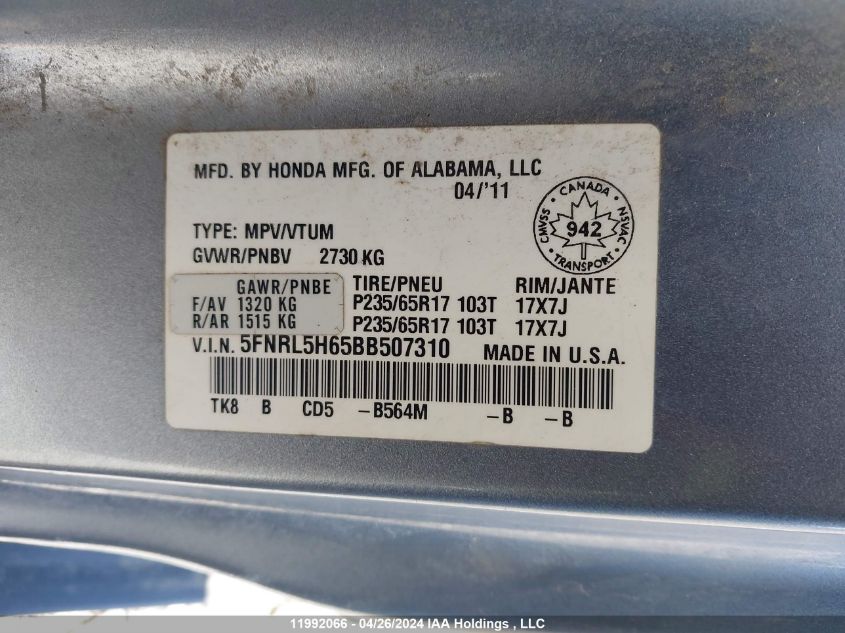 MFD. BY HONDA MFG. OF ALABAMA, LLC
04/'11
CANADA
CMVSS
942
NSVAC
TRANSPORT
TYPE: MPV/VTUM
GVWR/PNBV 2730 KG
GAWR/PNBE TIRE/PNEU RIM/JANTE
F/AV 1320 KG P235/65R17 103T 17X7J
R/AR 1515 KG P235/65R17 103T 17X7J
V.I.N. 5FNRL5H65BB507310 MADE IN U.S.A.
TK8 B CD5 -B564M -B -B
11992066 - 04/26/2024 IAA Holdings , LLC